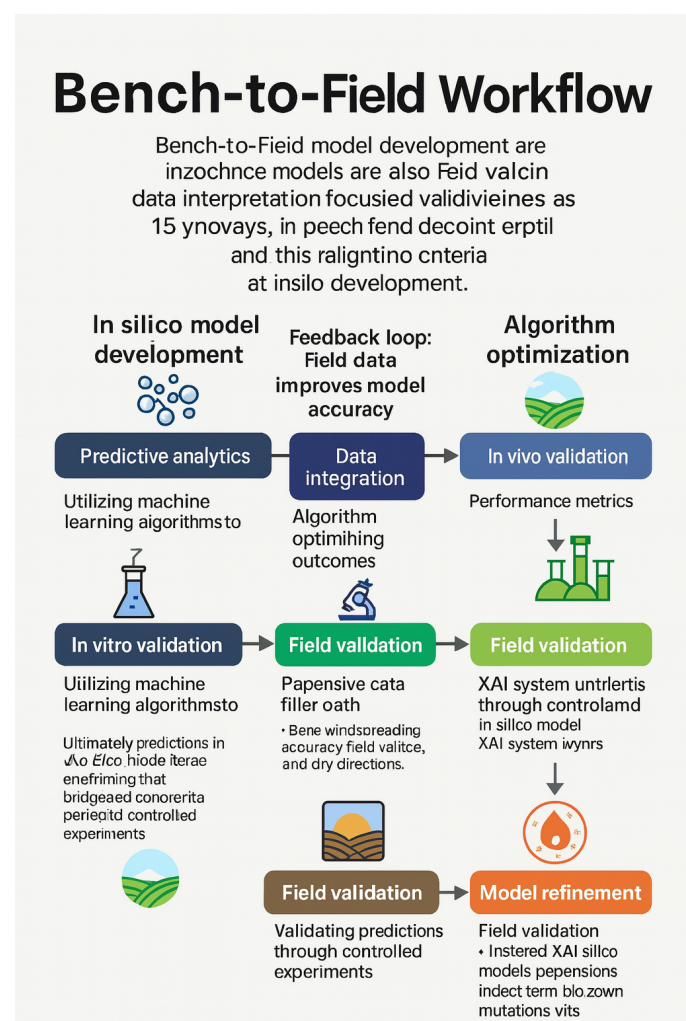 Bench-to-Field Workflow
Bench-to-Fieid model development are
inzochnce models are also Feid valcin
data interpretation focusied validivieines as
15 ynovays, in peech fend decoint erptil
and this raligntino cnteria
at insilo development.
In silico model
development
Feedback loop:
Field data
improves model
accuracy
Algorithm
optimization
Predictive analytics
Data
integration
In vivo validation
Utilizing machine
learning aigorithms to
Algorithm
optimihing
outcomes
Performance metrics
In vitro validation
Field valldation
Field validation
Uiilizing machine
learning algorithmsto
Ultimately predictions in
Elco hiode iterae
enefriming that
bridgeaed conorerita
controlled
experiments
Papensive cata
filler oath
• Bene windspreading
accuracy field valitce,
and dry directions.
XAI system untrlertis
through controlamd
in sillco model
XAI system
Field validation
Model refinement
Validating predictions
through controlled
experiments
Field validation
• Instered XAI sillco
models pepensions
indect term blo.zown
mutations vits